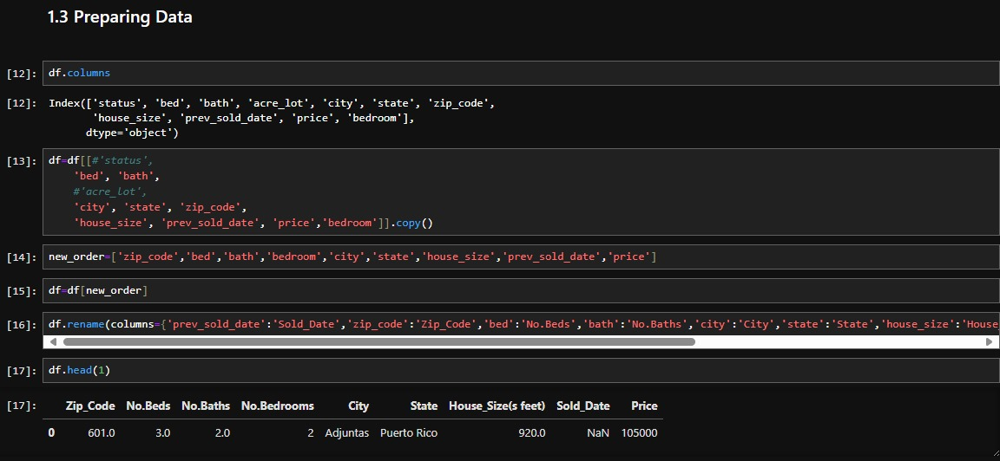 1.3 Preparing Data
[12]: df.columns
[12]: Index(['status', 'bed', 'bath', 'acre_lot', 'city', 'state', 'zip_code',
'house_size', 'prev_sold_date', 'price', 'bedroom'],
dtype='object')
[13]: df=df[[#'status',
'bed', 'bath',
#'acre_lot',
'city', 'state', 'zip_code',
'house_size', 'prev_sold_date', 'price','bedroom']].copy()
[14]: new_order=['zip_code','bed','bath','bedroom','city','state','house_size','prev_sold_date','price']
[15]: df=df[new_order]
[16]: df.rename(columns={'prev_sold_date':'Sold_Date','zip_code':'Zip_Code','bed':'No.Beds','bath':'No.Baths','city':'City','state':'State','house_size':'House
[17]: df.head(1)
[17]: Zip_Code No.Beds No.Baths No.Bedrooms City State House_Size(s feet) Sold_Date Price
0 601.0 3.0 2.0 2 Adjuntas Puerto Rico 920.0 NaN 105000